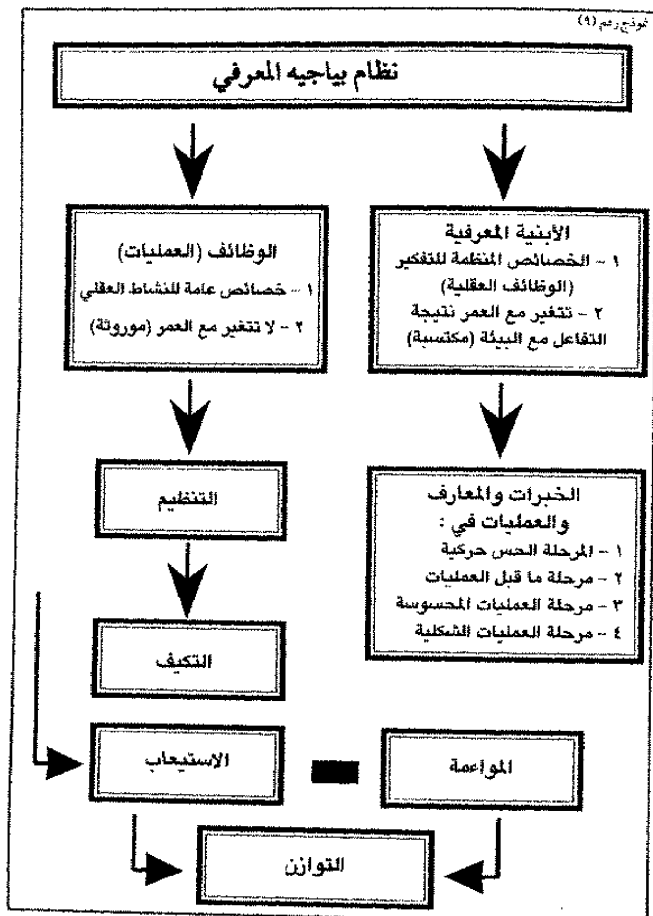 نموذج رقم (٩)
نظام بياجيه المعرفي
الأبنية المعرفية
١ - الخصائص المنظمة للتفكير
(الوظائف العقلية)
٢ - تتغير مع العمر نتيجة
التفاعل مع البيئة (مكتسبة)
الوظائف (العمليات)
١ - خصائص عامة للنشاط العقلي
٢ - لا تتغير مع العمر (موروثة)
الخبرات والمعارف
والعمليات في :
١ - المرحلة الحس حركية
٢ - مرحلة ما قبل العمليات
٣ - مرحلة العمليات المحسوسة
٤ - مرحلة العمليات الشكلية
التنظيم
التكيف
المواءمة
الاستيعاب
التوازن